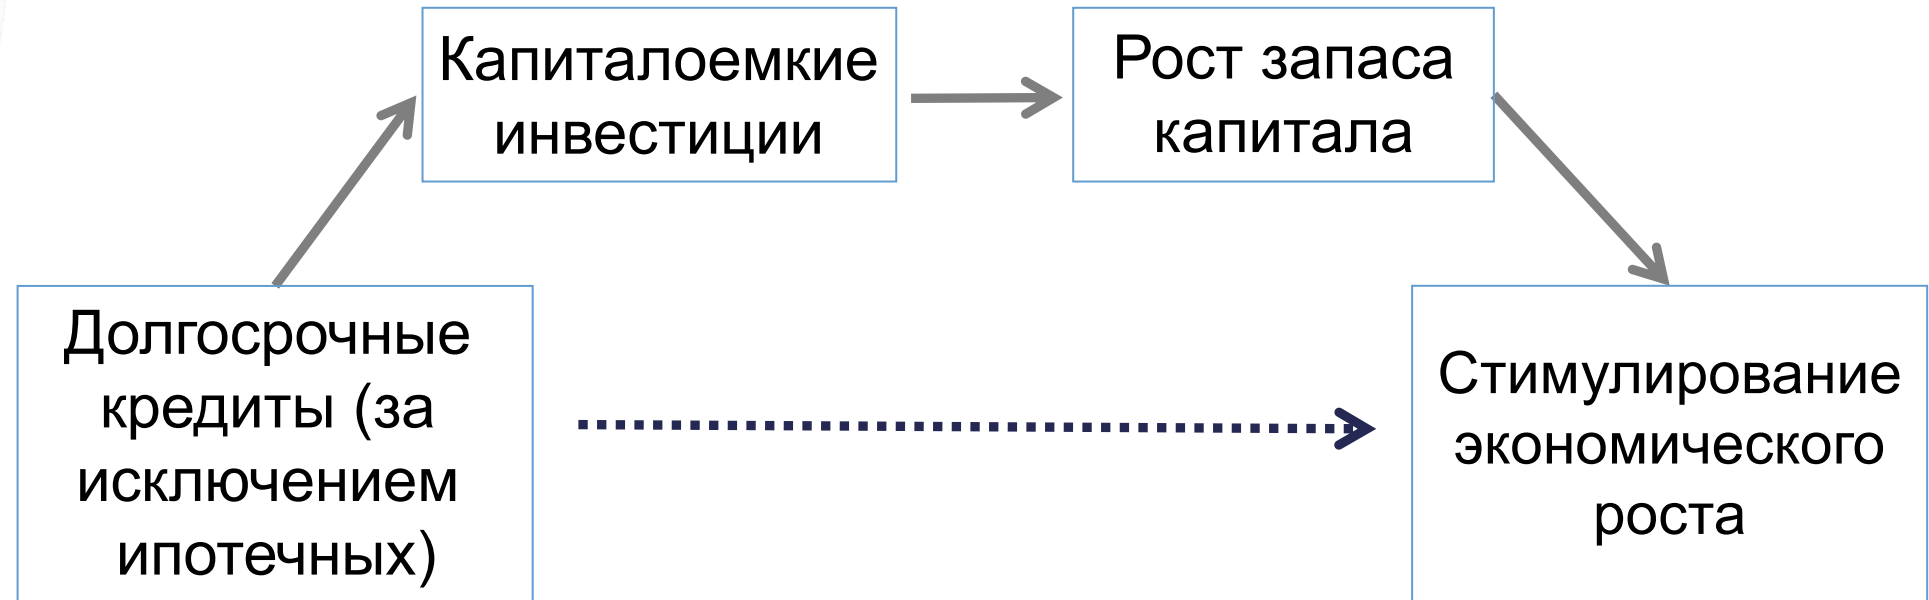 Капиталоемкие
инвестиции
Рост запаса
капитала
Долгосрочные
кредиты (за
исключением
ипотечных)
Стимулирование
экономического
роста